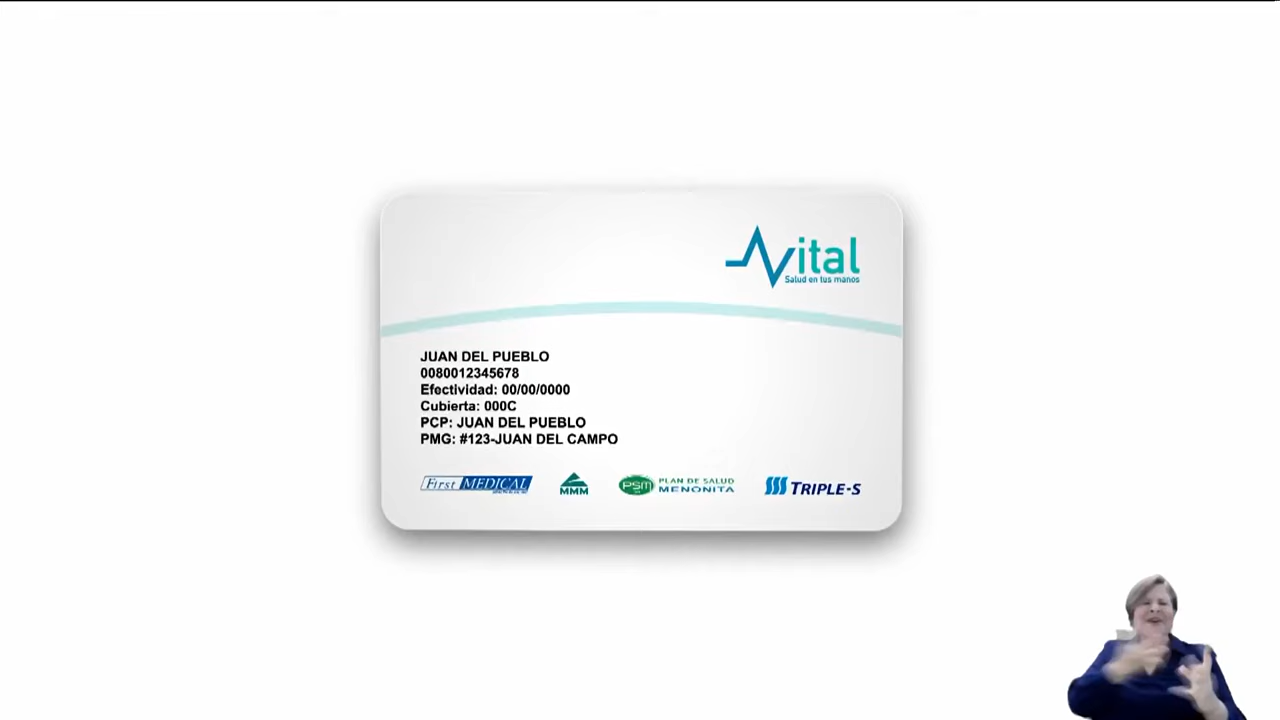 Vital
Salud en tus manos
JUAN DEL PUEBLO
0080012345678
Efectividad: 00/00/0000
Cubierta: 000C
PCP: JUAN DEL PUEBLO
PMG: #123-JUAN DEL CAMPO
First MEDICAL
MMM
PSM PLAN DE SALUD MENONITA
TRIPLE-S